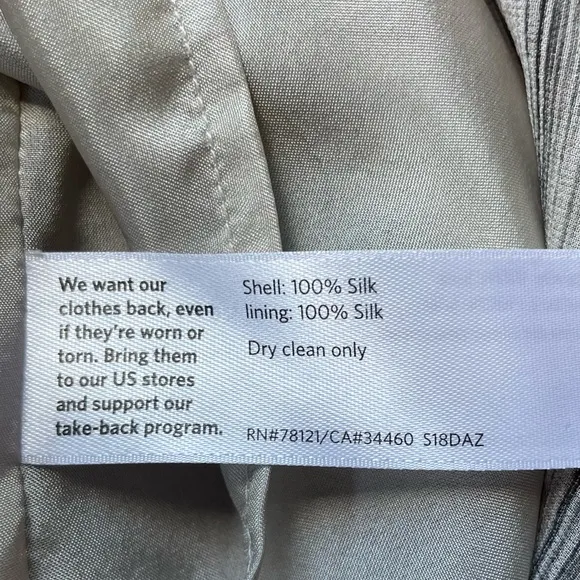 We want our
clothes back, even
if they're worn or
torn. Bring them
to our US stores
and support our
take-back program.
Shell: 100% Silk
lining: 100% Silk
Dry clean only
RN#78121/CA#34460 S18DAZ